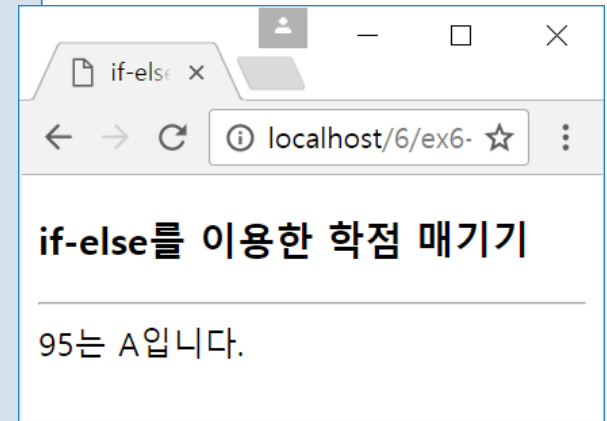 if-else
localhost/6/ex6-
if-else를 이용한 학점 매기기
95는 A입니다.